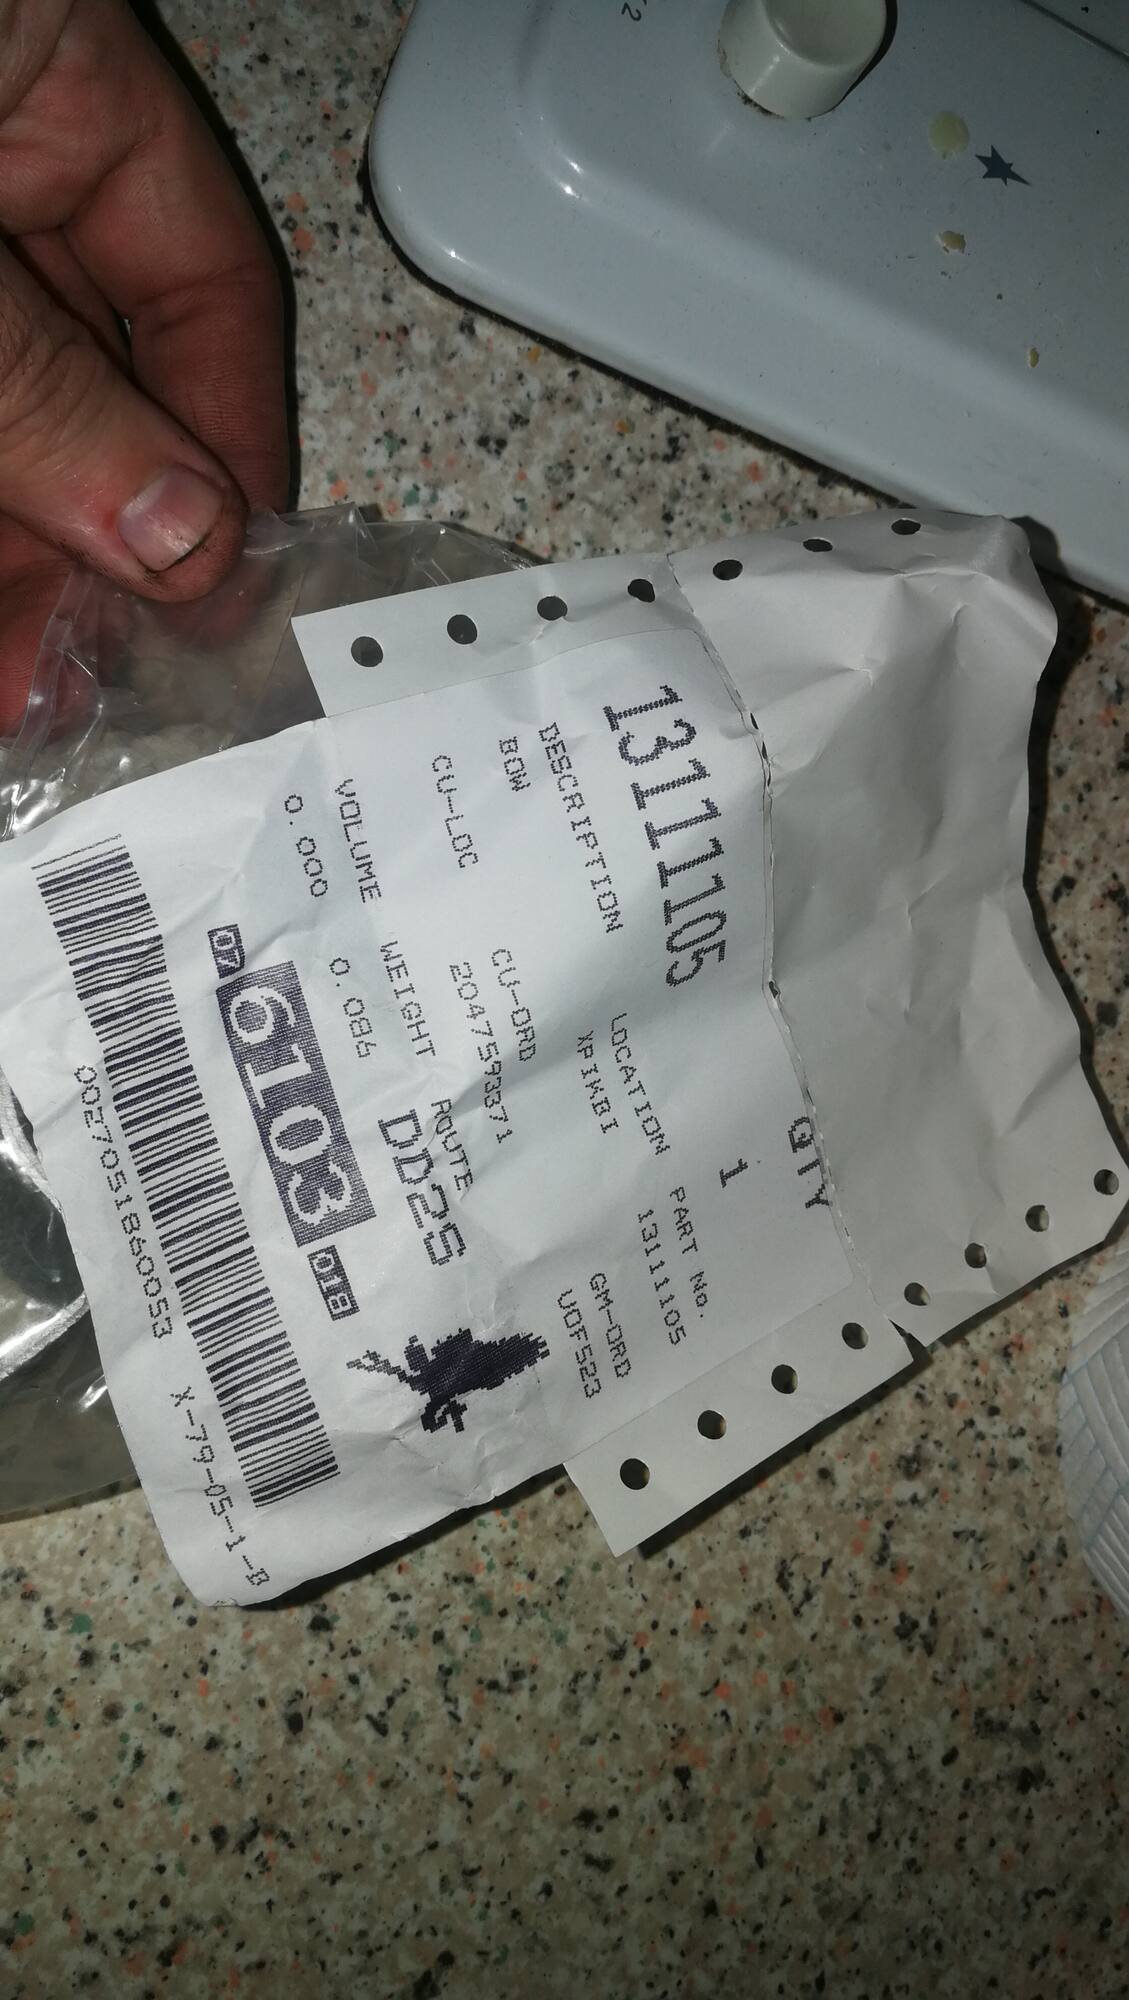 QTY
13111105
1
DESCRIPTION
LOCATION
PART No.
BOW
XPIMBI
13111105
CU-LOC
CU-ORD
GM-ORD
2047593371
UOF523
VOLUME
WEIGHT
ROUTE
0.000
0.086
DD25
07
6103
018
0027051860053
X-79-05-1-B